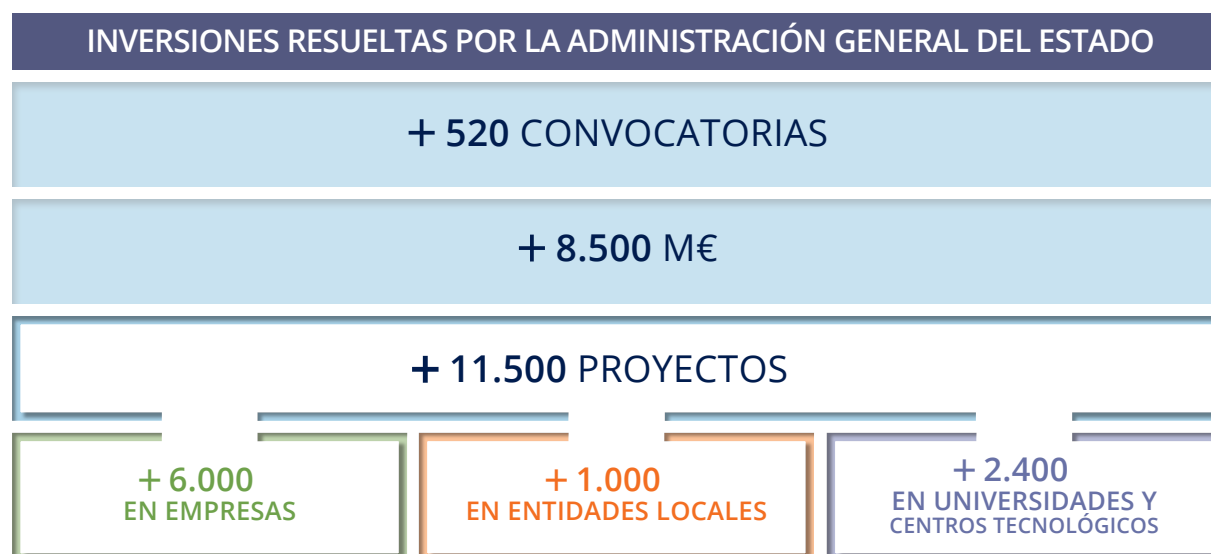 INVERSIONES RESUELTAS POR LA ADMINISTRACIÓN GENERAL DEL ESTADO
+ 520 CONVOCATORIAS
+ 8.500 M€
+ 11.500 PROYECTOS
+ 6.000
EN EMPRESAS
+ 1.000
EN ENTIDADES LOCALES
+ 2.400
EN UNIVERSIDADES Y
CENTROS TECNOLÓGICOS